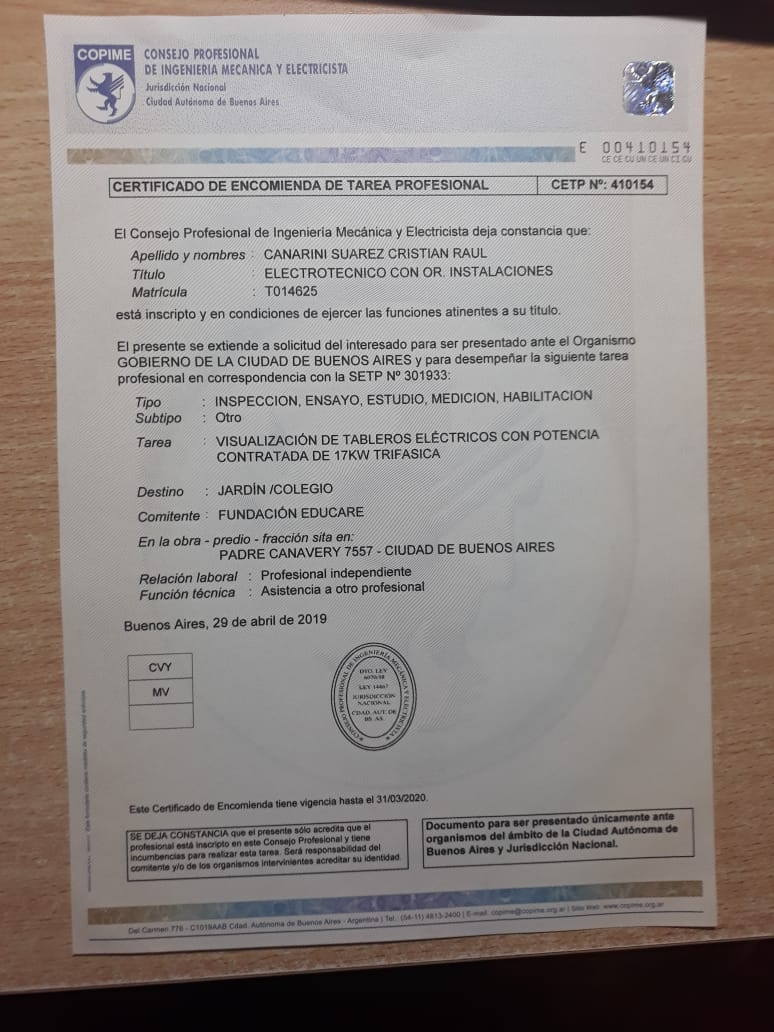 COPIME
CONSEJO PROFESIONAL
DE INGENIERIA MECANICA Y ELECTRICISTA
Jurisdicción Nacional
Ciudad Autónoma de Buenos Aires
E 00410154
CE CE CU UN CE UN CI CU
CERTIFICADO DE ENCOMIENDA DE TAREA PROFESIONAL CETP Nº: 410154
El Consejo Profesional de Ingeniería Mecánica y Electricista deja constancia que:
Apellido y nombres : CANARINI SUAREZ CRISTIAN RAUL
Título : ELECTROTECNICO CON OR. INSTALACIONES
Matrícula : T014625
está inscripto y en condiciones de ejercer las funciones atinentes a su título.
El presente se extiende a solicitud del interesado para ser presentado ante el Organismo
GOBIERNO DE LA CIUDAD DE BUENOS AIRES y para desempeñar la siguiente tarea
profesional en correspondencia con la SETP Nº 301933:
Tipo : INSPECCION, ENSAYO, ESTUDIO, MEDICION, HABILITACION
Subtipo : Otro
Tarea : VISUALIZACIÓN DE TABLEROS ELÉCTRICOS CON POTENCIA
CONTRATADA DE 17KW TRIFASICA
Destino : JARDÍN /COLEGIO
Comitente : FUNDACIÓN EDUCARE
En la obra - predio - fracción sita en:
PADRE CANAVERY 7557 - CIUDAD DE BUENOS AIRES
Relación laboral : Profesional independiente
Función técnica : Asistencia a otro profesional
Buenos Aires, 29 de abril de 2019
CVY
MV
CONSEJO PROFESIONAL DE INGENIERÍA MECÁNICA Y ELECTRICISTA
DTO. LEY
6070/58
LEY 14467
JURISDICCIÓN
NACIONAL
CDAD. AUT. DE
BS. AS.
Este Certificado de Encomienda tiene vigencia hasta el 31/03/2020.
SE DEJA CONSTANCIA que el presente sólo acredita que el
profesional está inscripto en este Consejo Profesional y tiene
incumbencias para realizar esta tarea. Será responsabilidad del
comitente y/o de los organismos intervinientes acreditar su identidad.
Documento para ser presentado únicamente ante
organismos del ámbito de la Ciudad Autónoma de
Buenos Aires y Jurisdicción Nacional.
Del Carmen 776 - C1019AAB Cdad. Autónoma de Buenos Aires - Argentina | Tel.: (54-11) 4813-2400 | E-mail: copime@copime.org.ar | Sitio Web: www.copime.org.ar